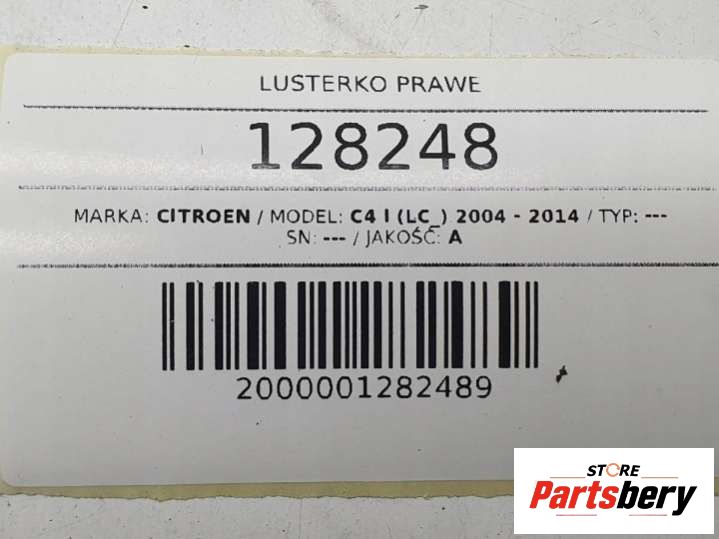 LUSTERKO PRAWE
128248
MARKA: CITROEN / MODEL: C4 I (LC_) 2004 - 2014 / TYP: ---
SN: --- / JAKOŚĆ: A
2000001282489
STORE
Partsbery